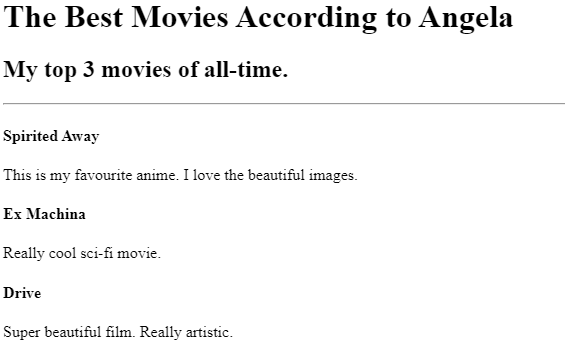 The Best Movies According to Angela
My top 3 movies of all-time.
Spirited Away
This is my favourite anime. I love the beautiful images.
Ex Machina
Really cool sci-fi movie.
Drive
Super beautiful film. Really artistic.